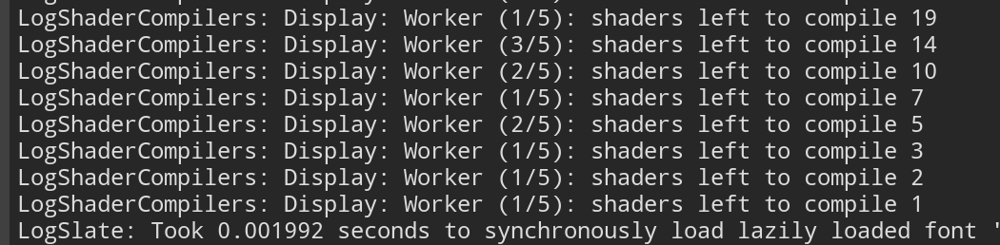 LogShaderCompilers: Display: Worker (1/5): shaders left to compile 19
LogShaderCompilers: Display: Worker (3/5): shaders left to compile 14
LogShaderCompilers: Display: Worker (2/5): shaders left to compile 10
LogShaderCompilers: Display: Worker (1/5): shaders left to compile 7
LogShaderCompilers: Display: Worker (2/5): shaders left to compile 5
LogShaderCompilers: Display: Worker (1/5): shaders left to compile 3
LogShaderCompilers: Display: Worker (1/5): shaders left to compile 2
LogShaderCompilers: Display: Worker (1/5): shaders left to compile 1
LogSlate: Took 0.001992 seconds to synchronously load lazily loaded font '